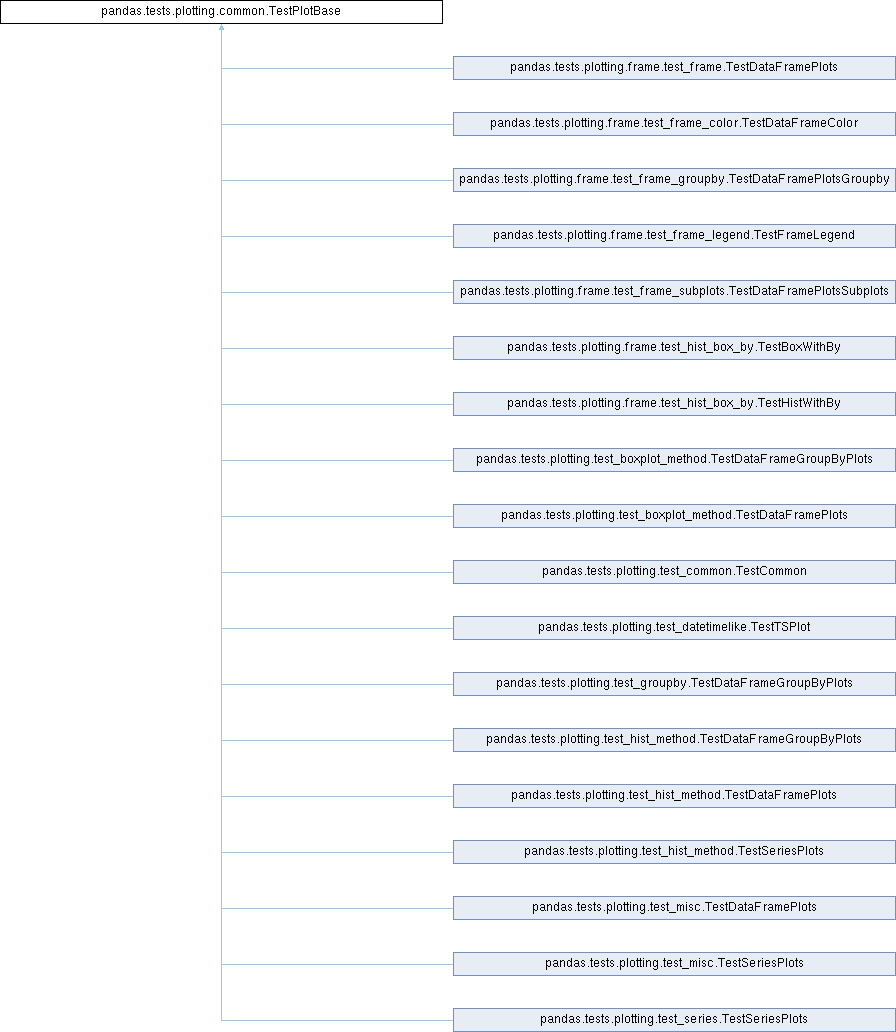 pandas.tests.plotting.common.TestPlotBase
pandas.tests.plotting.frame.test_frame.TestDataFramePlots
pandas.tests.plotting.frame.test_frame_color.TestDataFrameColor
pandas.tests.plotting.frame.test_frame_groupby.TestDataFramePlotsGroupby
pandas.tests.plotting.frame.test_frame_legend.TestFrameLegend
pandas.tests.plotting.frame.test_frame_subplots.TestDataFramePlotsSubplots
pandas.tests.plotting.frame.test_hist_box_by.TestBoxWithBy
pandas.tests.plotting.frame.test_hist_box_by.TestHistWithBy
pandas.tests.plotting.test_boxplot_method.TestDataFrameGroupByPlots
pandas.tests.plotting.test_boxplot_method.TestDataFramePlots
pandas.tests.plotting.test_common.TestCommon
pandas.tests.plotting.test_datetimelike.TestTSPlot
pandas.tests.plotting.test_groupby.TestDataFrameGroupByPlots
pandas.tests.plotting.test_hist_method.TestDataFrameGroupByPlots
pandas.tests.plotting.test_hist_method.TestDataFramePlots
pandas.tests.plotting.test_hist_method.TestSeriesPlots
pandas.tests.plotting.test_misc.TestDataFramePlots
pandas.tests.plotting.test_misc.TestSeriesPlots
pandas.tests.plotting.test_series.TestSeriesPlots